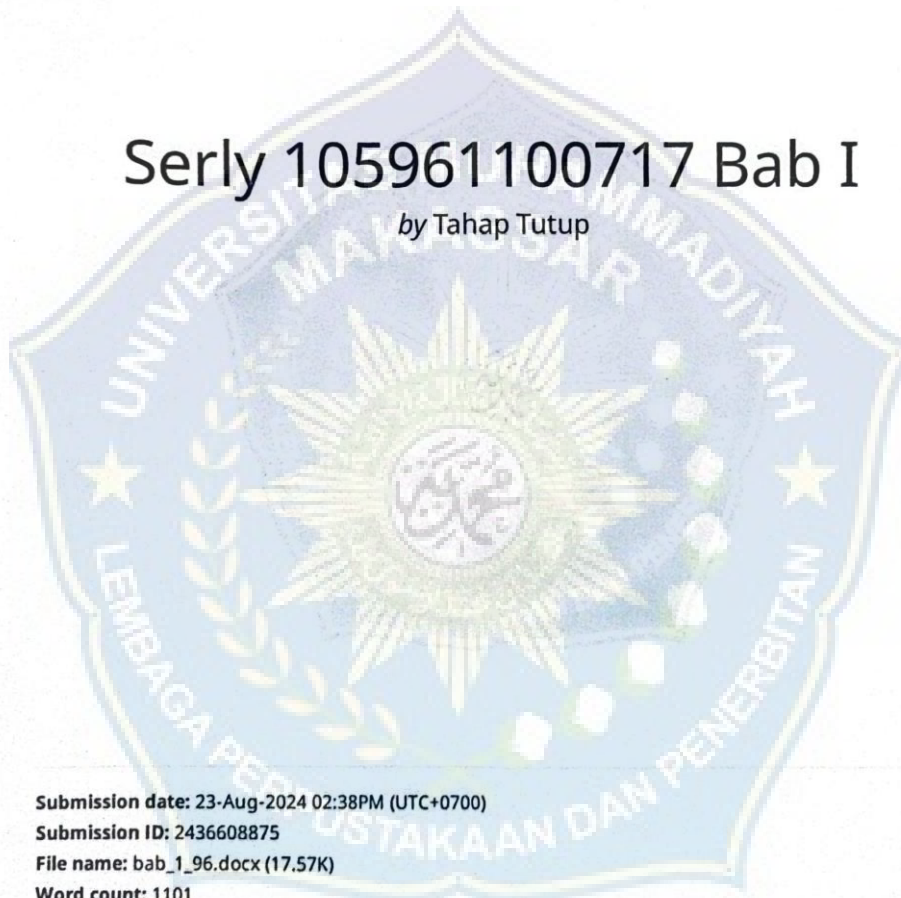 Serly 105961100717 Bab I
by Tahap Tutup
UNIVERSITAS MUHAMMADIYAH
MAKASSAR
محمد
LEMBAGA PERPUSTAKAAN DAN PENERBITAN
Submission date: 23-Aug-2024 02:38PM (UTC+0700)
Submission ID: 2436608875
File name: bab_1_96.docx (17.57K)
Word count: 1101